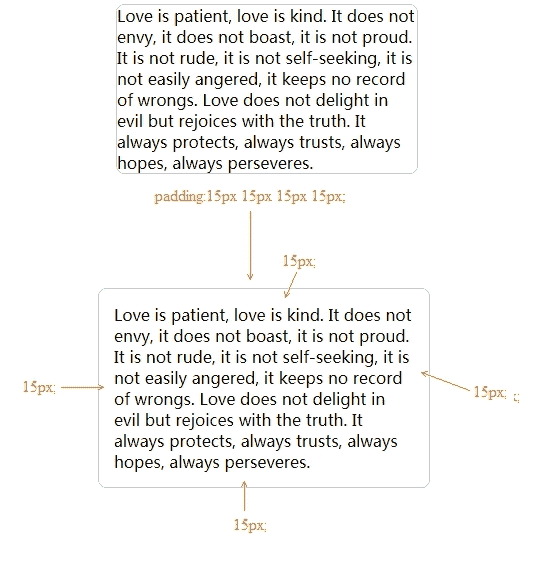 Love is patient, love is kind. It does not
envy, it does not boast, it is not proud.
It is not rude, it is not self-seeking, it is
not easily angered, it keeps no record
of wrongs. Love does not delight in
evil but rejoices with the truth. It
always protects, always trusts, always
hopes, always perseveres.
padding:15px 15px 15px 15px;
15px;
Love is patient, love is kind. It does not
envy, it does not boast, it is not proud.
It is not rude, it is not self-seeking, it is
not easily angered, it keeps no record
of wrongs. Love does not delight in
evil but rejoices with the truth. It
always protects, always trusts, always
hopes, always perseveres.
15px;
15px;
15px;